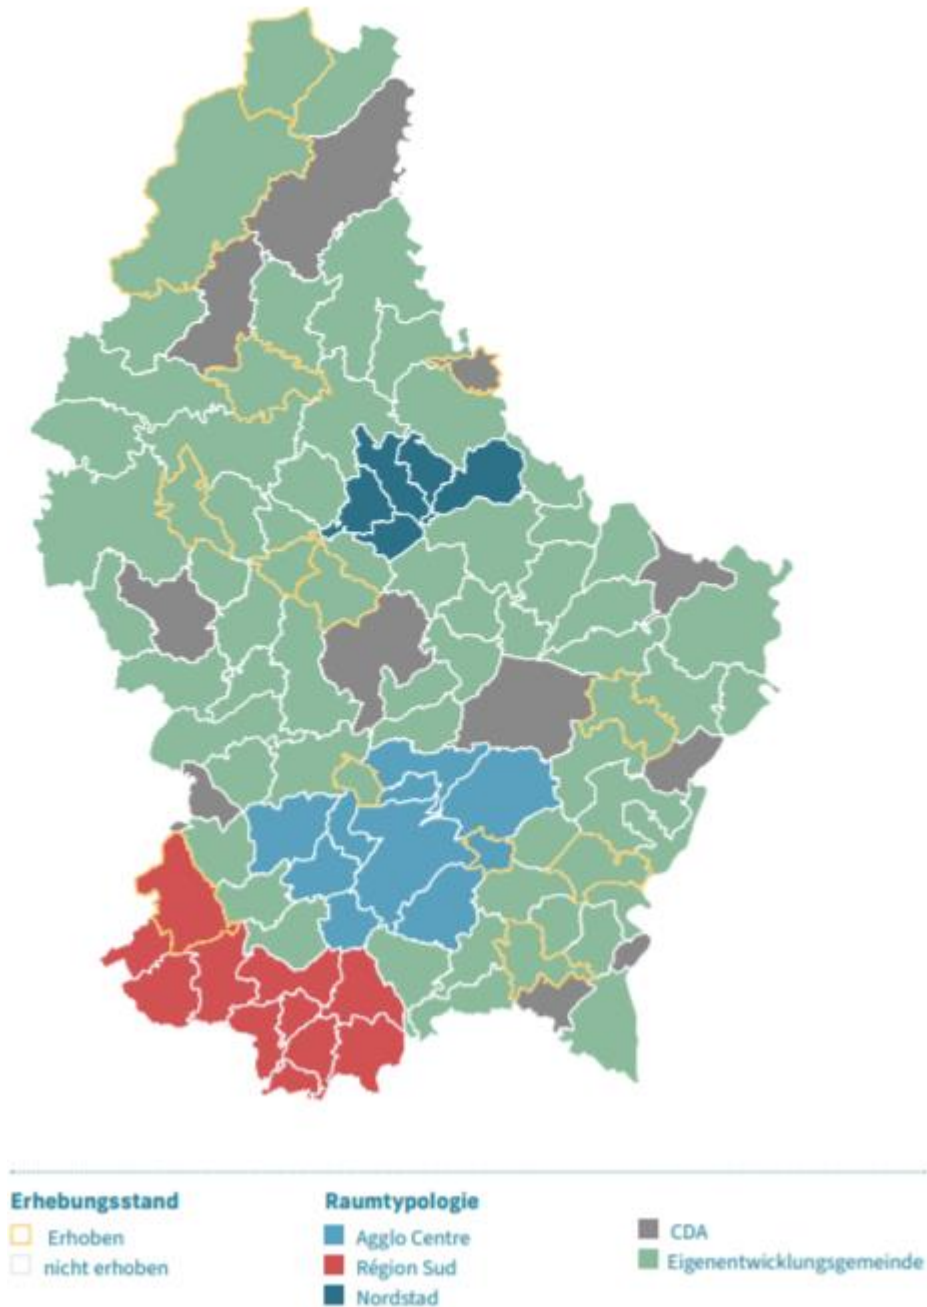 Erhebungsstand
Erhoben
nicht erhoben
Raumtypologie
Agglo Centre
Région Sud
Nordstad
CDA
Eigenentwicklungsgemeinde